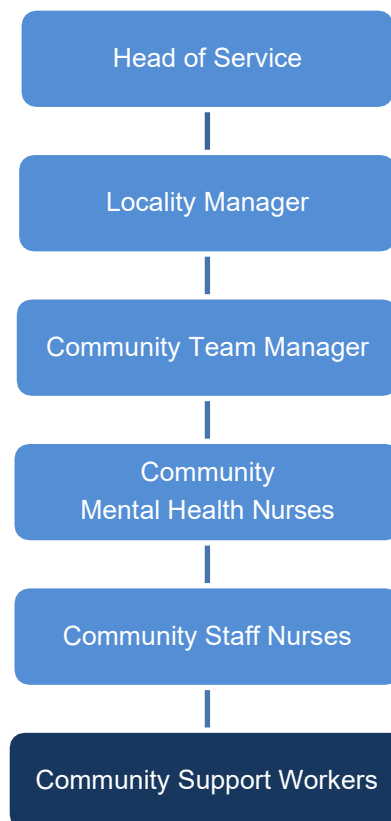 Head of Service
Locality Manager
Community Team Manager
Community
Mental Health Nurses
Community Staff Nurses
Community Support Workers